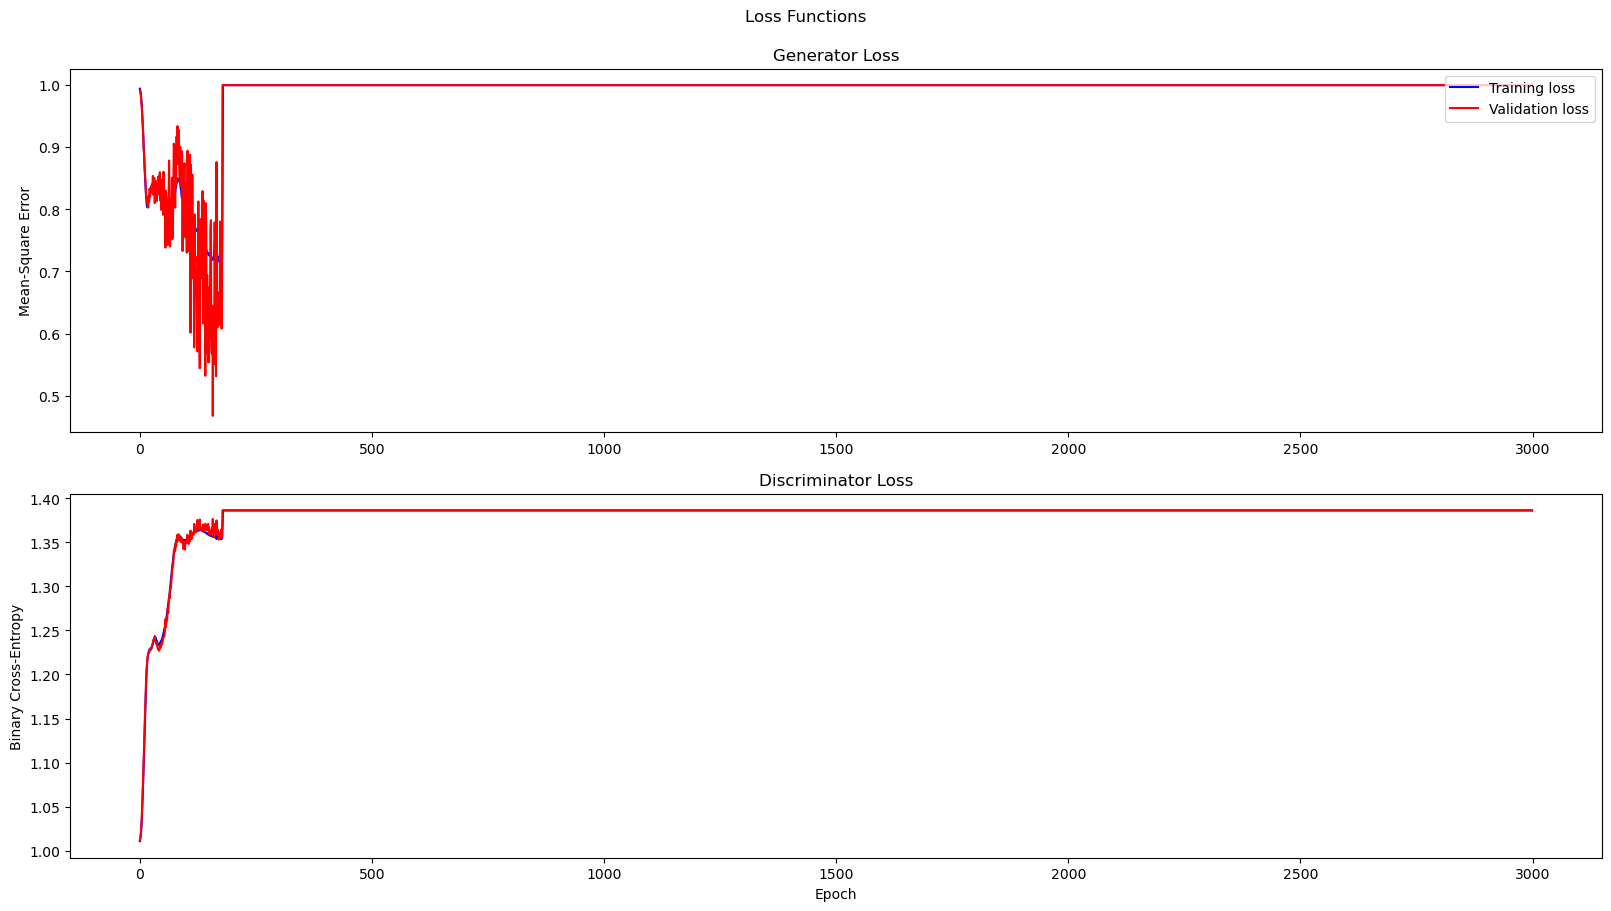 Loss Functions
Generator Loss
Mean-Square Error
1.0
0.9
0.8
0.7
0.6
0.5
Training loss
Validation loss
0 500 1000 1500 2000 2500 3000
Discriminator Loss
Binary Cross-Entropy
1.40
1.35
1.30
1.25
1.20
1.15
1.10
1.05
1.00
0 500 1000 1500 2000 2500 3000
Epoch